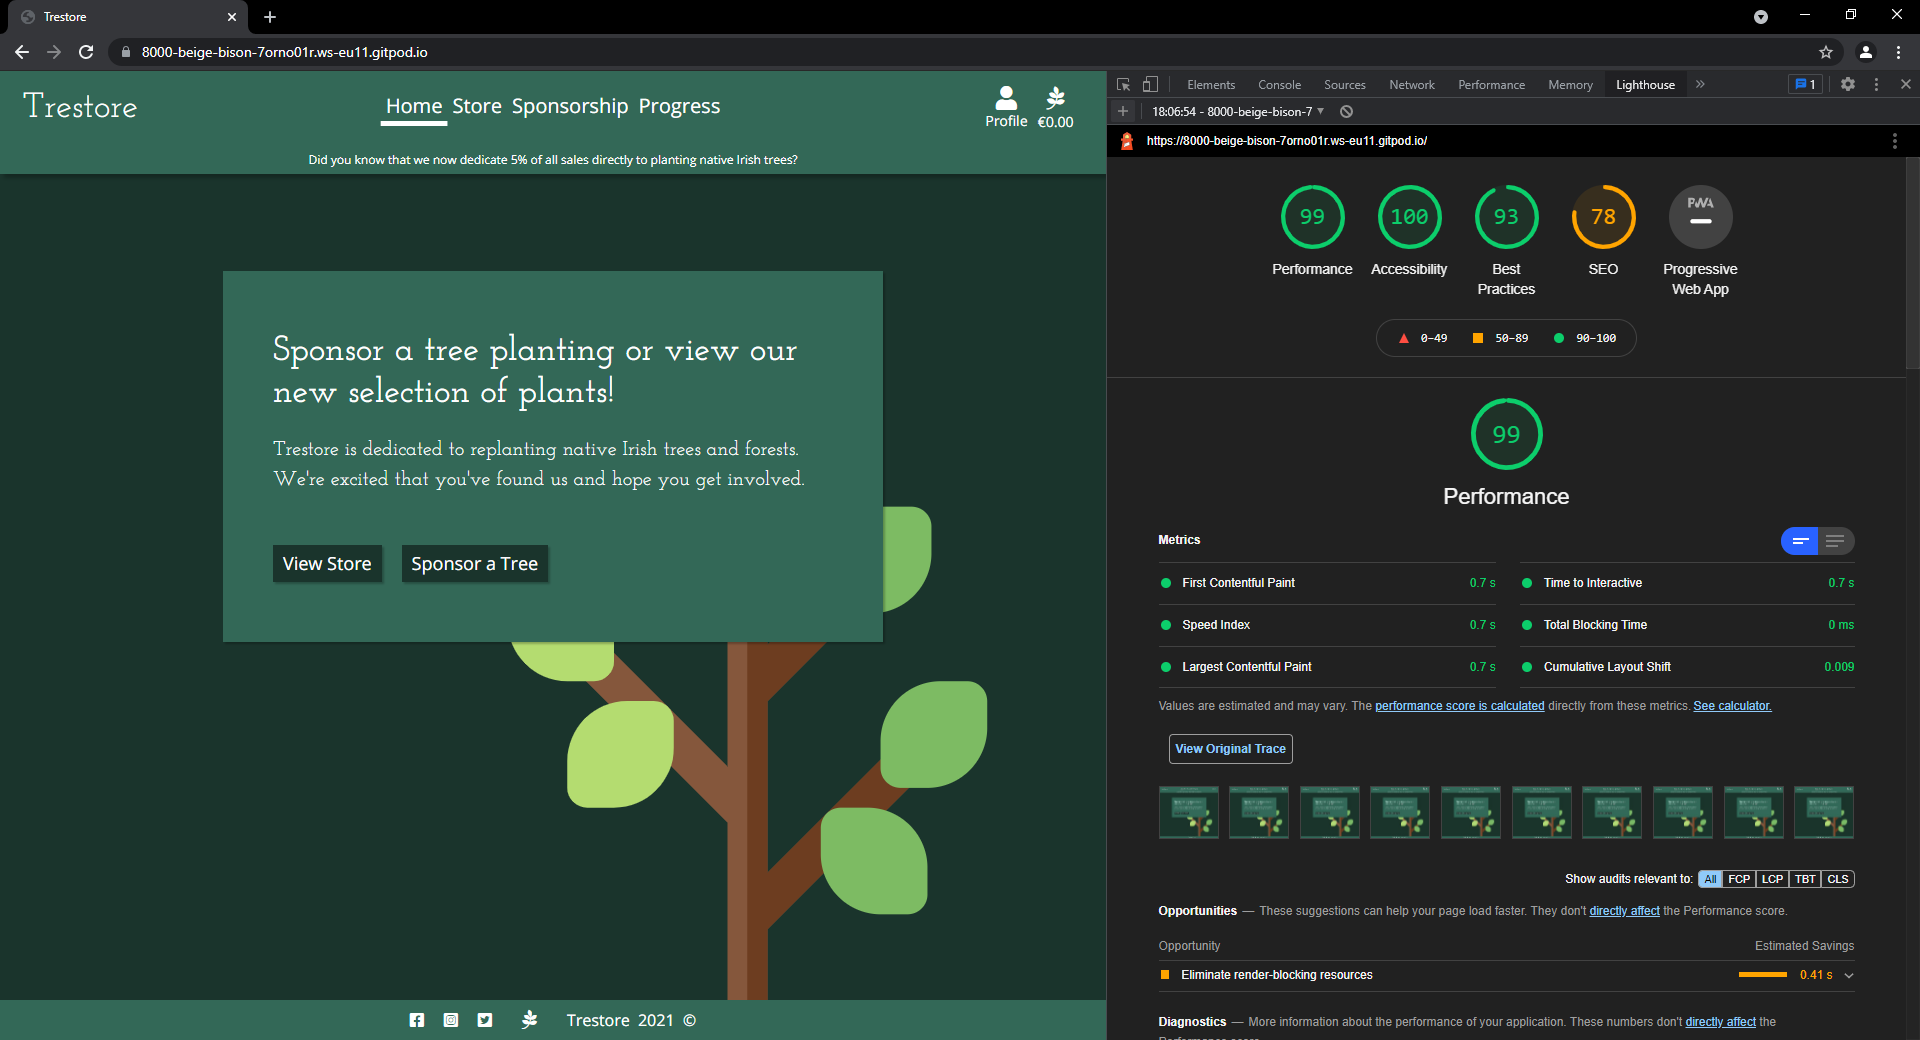 Trestore
8000-beige-bison-7orno01r.ws-eu11.gitpod.io
Trestore
Home Store Sponsorship Progress
Profile €0.00
Did you know that we now dedicate 5% of all sales directly to planting native Irish trees?
Sponsor a tree planting or view our
new selection of plants!
Trestore is dedicated to replanting native Irish trees and forests.
We're excited that you've found us and hope you get involved.
View Store Sponsor a Tree
Trestore 2021 ©
Elements Console Sources Network Performance Memory Lighthouse 1
18:06:54 - 8000-beige-bison-7
https://8000-beige-bison-7orno01r.ws-eu11.gitpod.io/
99 100 93 78 PWA
Performance Accessibility Best Practices SEO Progressive Web App
0–49 50–89 90–100
99
Performance
Metrics
First Contentful Paint 0.7 s
Time to Interactive 0.7 s
Speed Index 0.7 s
Total Blocking Time 0 ms
Largest Contentful Paint 0.7 s
Cumulative Layout Shift 0.009
Values are estimated and may vary. The performance score is calculated directly from these metrics. See calculator.
View Original Trace
Show audits relevant to: All FCP LCP TBT CLS
Opportunities — These suggestions can help your page load faster. They don't directly affect the Performance score.
Opportunity Estimated Savings
Eliminate render-blocking resources 0.41 s
Diagnostics — More information about the performance of your application. These numbers don't directly affect the